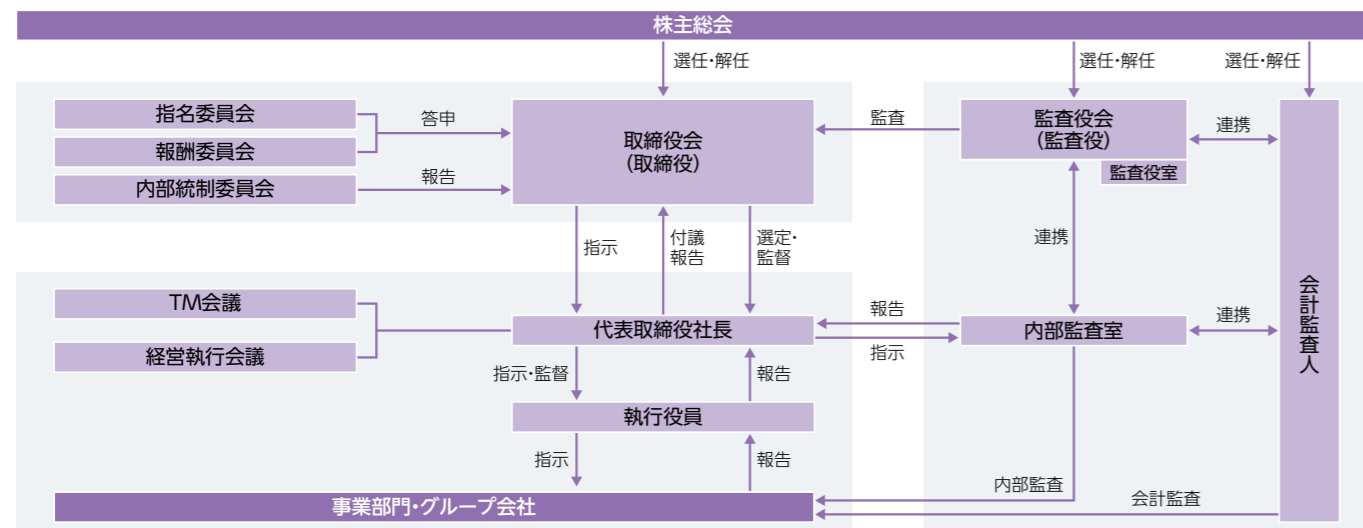 株主総会
選任・解任
選任・解任
選任・解任
指名委員会
報酬委員会
内部統制委員会
答申
報告
取締役会
(取締役)
監査
監査役会
(監査役)
監査役室
連携
指示
付議
報告
選定・
監督
連携
TM会議
経営執行会議
代表取締役社長
報告
指示
内部監査室
連携
会計監査人
指示・監督
報告
執行役員
指示
報告
内部監査
会計監査
事業部門・グループ会社